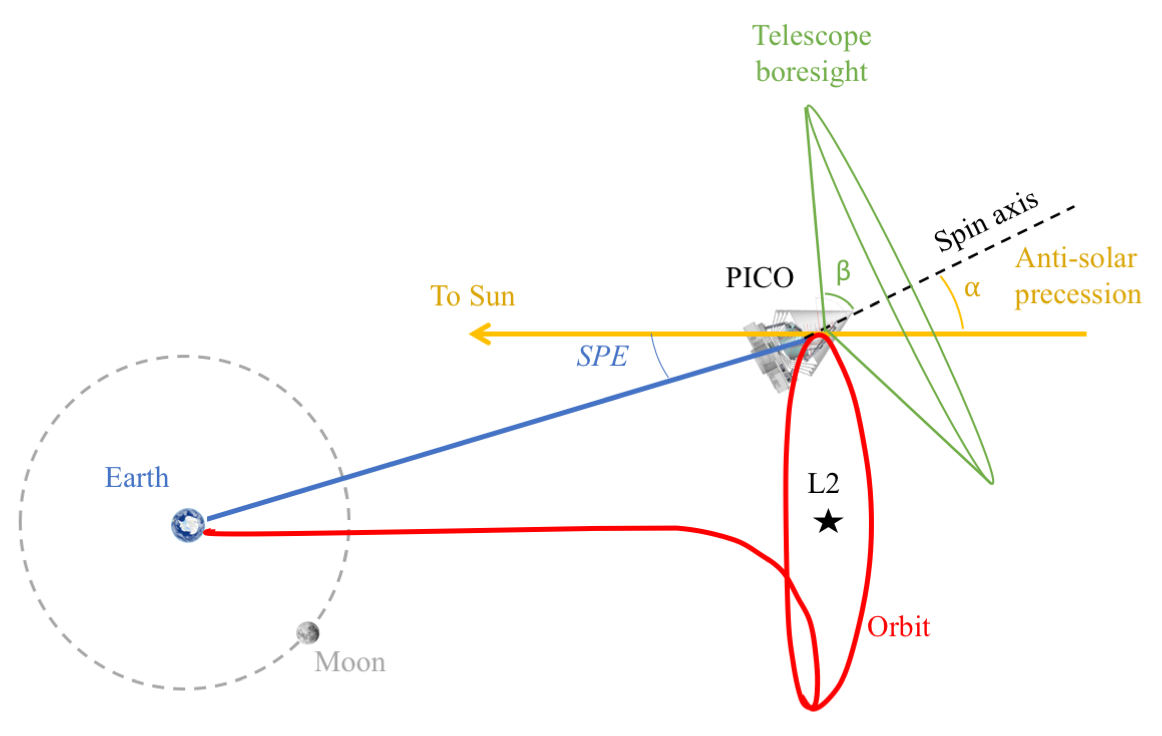 Telescope
boresight
Spin axis
Anti-solar
precession
α
β
PICO
To Sun
SPE
Earth
L2
Orbit
Moon